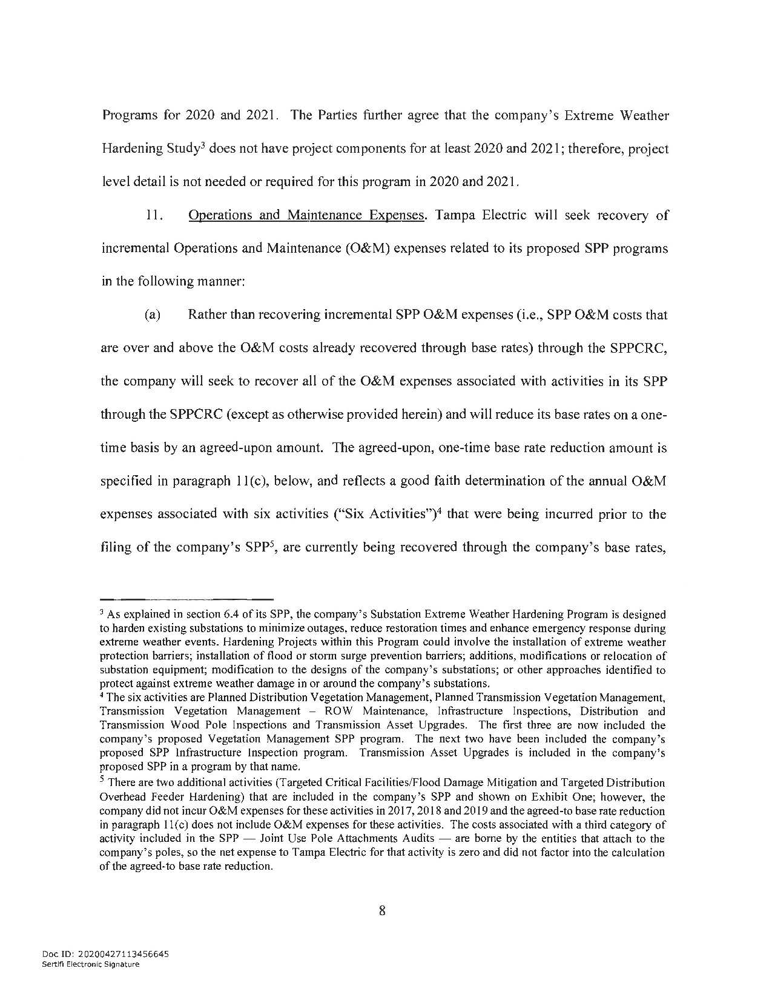 Programs for 2020 and 2021. The Parties further agree that the company's Extreme Weather
Hardening Study³ does not have project components for at least 2020 and 2021; therefore, project
level detail is not needed or required for this program in 2020 and 2021.
11. Operations and Maintenance Expenses. Tampa Electric will seek recovery of
incremental Operations and Maintenance (O&M) expenses related to its proposed SPP programs
in the following manner:
(a) Rather than recovering incremental SPP O&M expenses (i.e., SPP O&M costs that
are over and above the O&M costs already recovered through base rates) through the SPPCRC,
the company will seek to recover all of the O&M expenses associated with activities in its SPP
through the SPPCRC (except as otherwise provided herein) and will reduce its base rates on a one-
time basis by an agreed-upon amount. The agreed-upon, one-time base rate reduction amount is
specified in paragraph 11(c), below, and reflects a good faith determination of the annual O&M
expenses associated with six activities ("Six Activities")⁴ that were being incurred prior to the
filing of the company's SPP⁵, are currently being recovered through the company's base rates,
³ As explained in section 6.4 of its SPP, the company's Substation Extreme Weather Hardening Program is designed
to harden existing substations to minimize outages, reduce restoration times and enhance emergency response during
extreme weather events. Hardening Projects within this Program could involve the installation of extreme weather
protection barriers; installation of flood or storm surge prevention barriers; additions, modifications or relocation of
substation equipment; modification to the designs of the company's substations; or other approaches identified to
protect against extreme weather damage in or around the company's substations.
⁴ The six activities are Planned Distribution Vegetation Management, Planned Transmission Vegetation Management,
Transmission Vegetation Management – ROW Maintenance, Infrastructure Inspections, Distribution and
Transmission Wood Pole Inspections and Transmission Asset Upgrades. The first three are now included the
company's proposed Vegetation Management SPP program. The next two have been included the company's
proposed SPP Infrastructure Inspection program. Transmission Asset Upgrades is included in the company's
proposed SPP in a program by that name.
⁵ There are two additional activities (Targeted Critical Facilities/Flood Damage Mitigation and Targeted Distribution
Overhead Feeder Hardening) that are included in the company's SPP and shown on Exhibit One; however, the
company did not incur O&M expenses for these activities in 2017, 2018 and 2019 and the agreed-to base rate reduction
in paragraph 11(c) does not include O&M expenses for these activities. The costs associated with a third category of
activity included in the SPP — Joint Use Pole Attachments Audits — are borne by the entities that attach to the
company's poles, so the net expense to Tampa Electric for that activity is zero and did not factor into the calculation
of the agreed-to base rate reduction.
8
Doc ID: 20200427113456645
Sertifi Electronic Signature